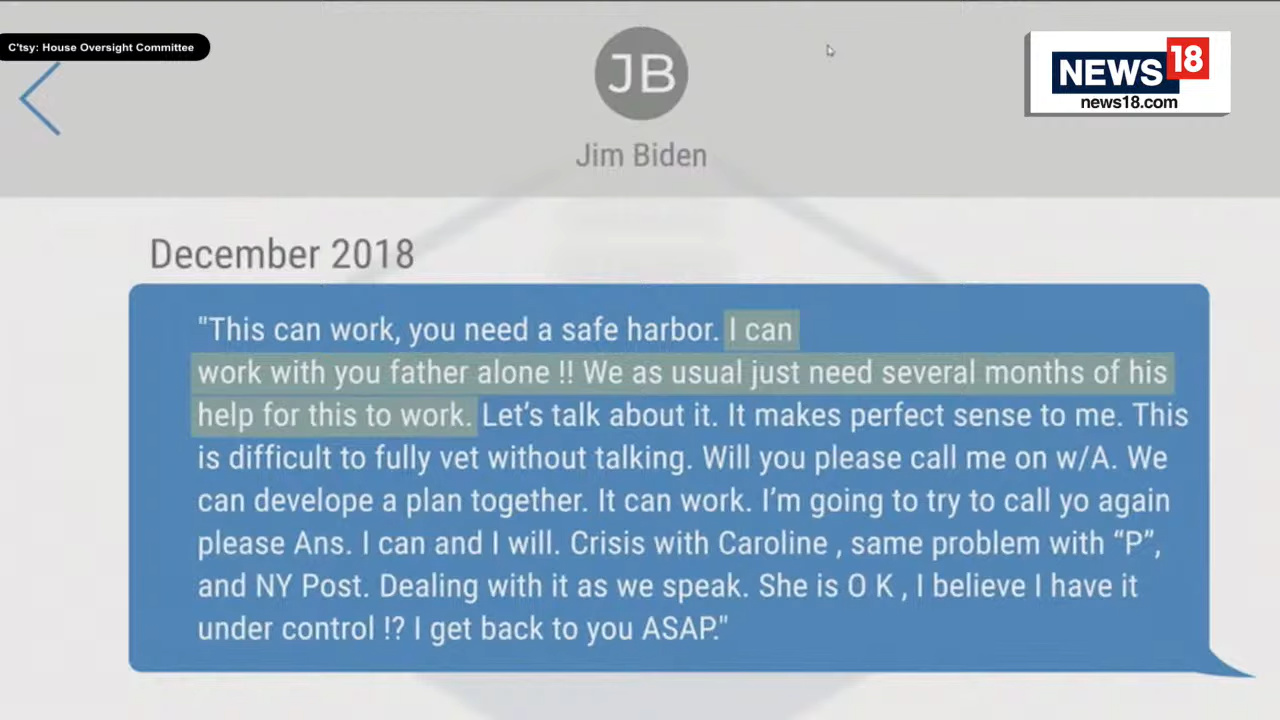 C'tsy: House Oversight Committee
NEWS18
news18.com
JB
Jim Biden
December 2018
"This can work, you need a safe harbor. I can
work with you father alone !! We as usual just need several months of his
help for this to work. Let's talk about it. It makes perfect sense to me. This
is difficult to fully vet without talking. Will you please call me on w/A. We
can develope a plan together. It can work. I'm going to try to call yo again
please Ans. I can and I will. Crisis with Caroline , same problem with “P”,
and NY Post. Dealing with it as we speak. She is O K , I believe I have it
under control !? I get back to you ASAP."